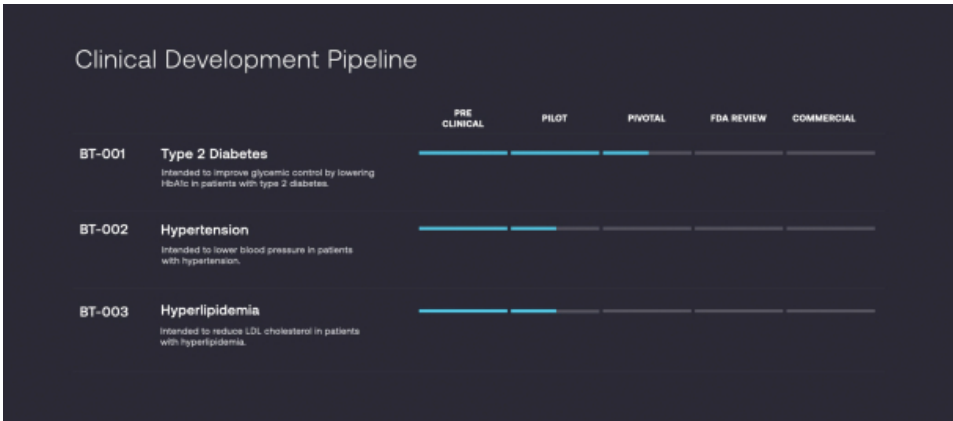 Clinical Development Pipeline
PRE
CLINICAL
PILOT
PIVOTAL
FDA REVIEW
COMMERCIAL
BT-001
Type 2 Diabetes
Intended to improve glycemic control by lowering
HbA1c in patients with type 2 diabetes.
BT-002
Hypertension
Intended to lower blood pressure in patients
with hypertension.
BT-003
Hyperlipidemia
Intended to reduce LDL cholesterol in patients
with hyperlipidemia.